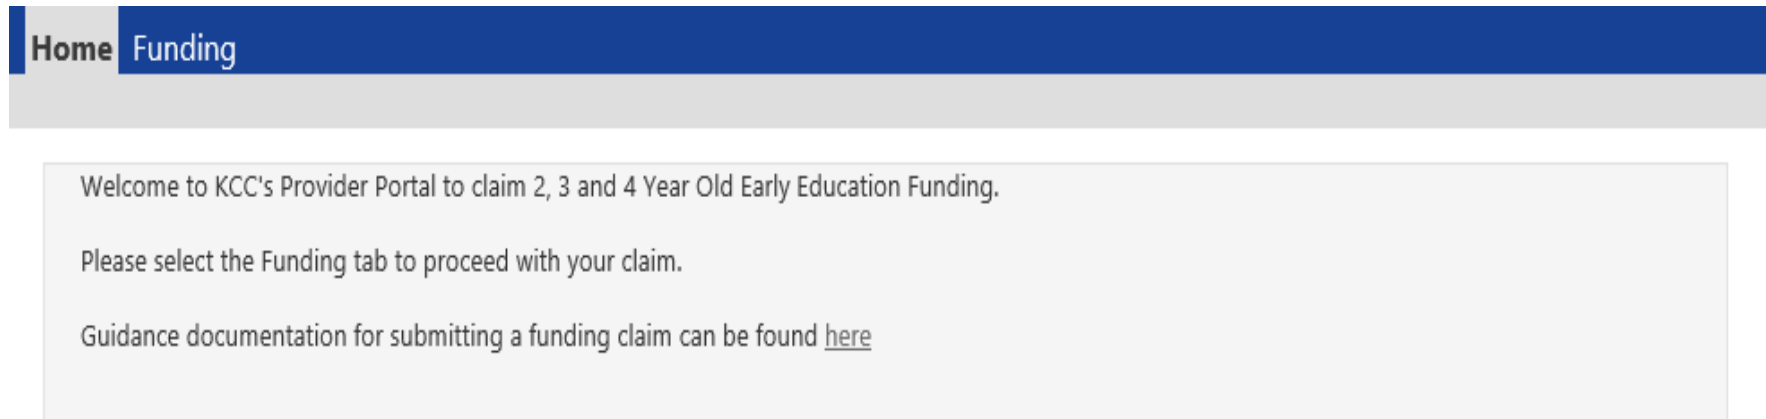 Home Funding
Welcome to KCC's Provider Portal to claim 2, 3 and 4 Year Old Early Education Funding.
Please select the Funding tab to proceed with your claim.
Guidance documentation for submitting a funding claim can be found here